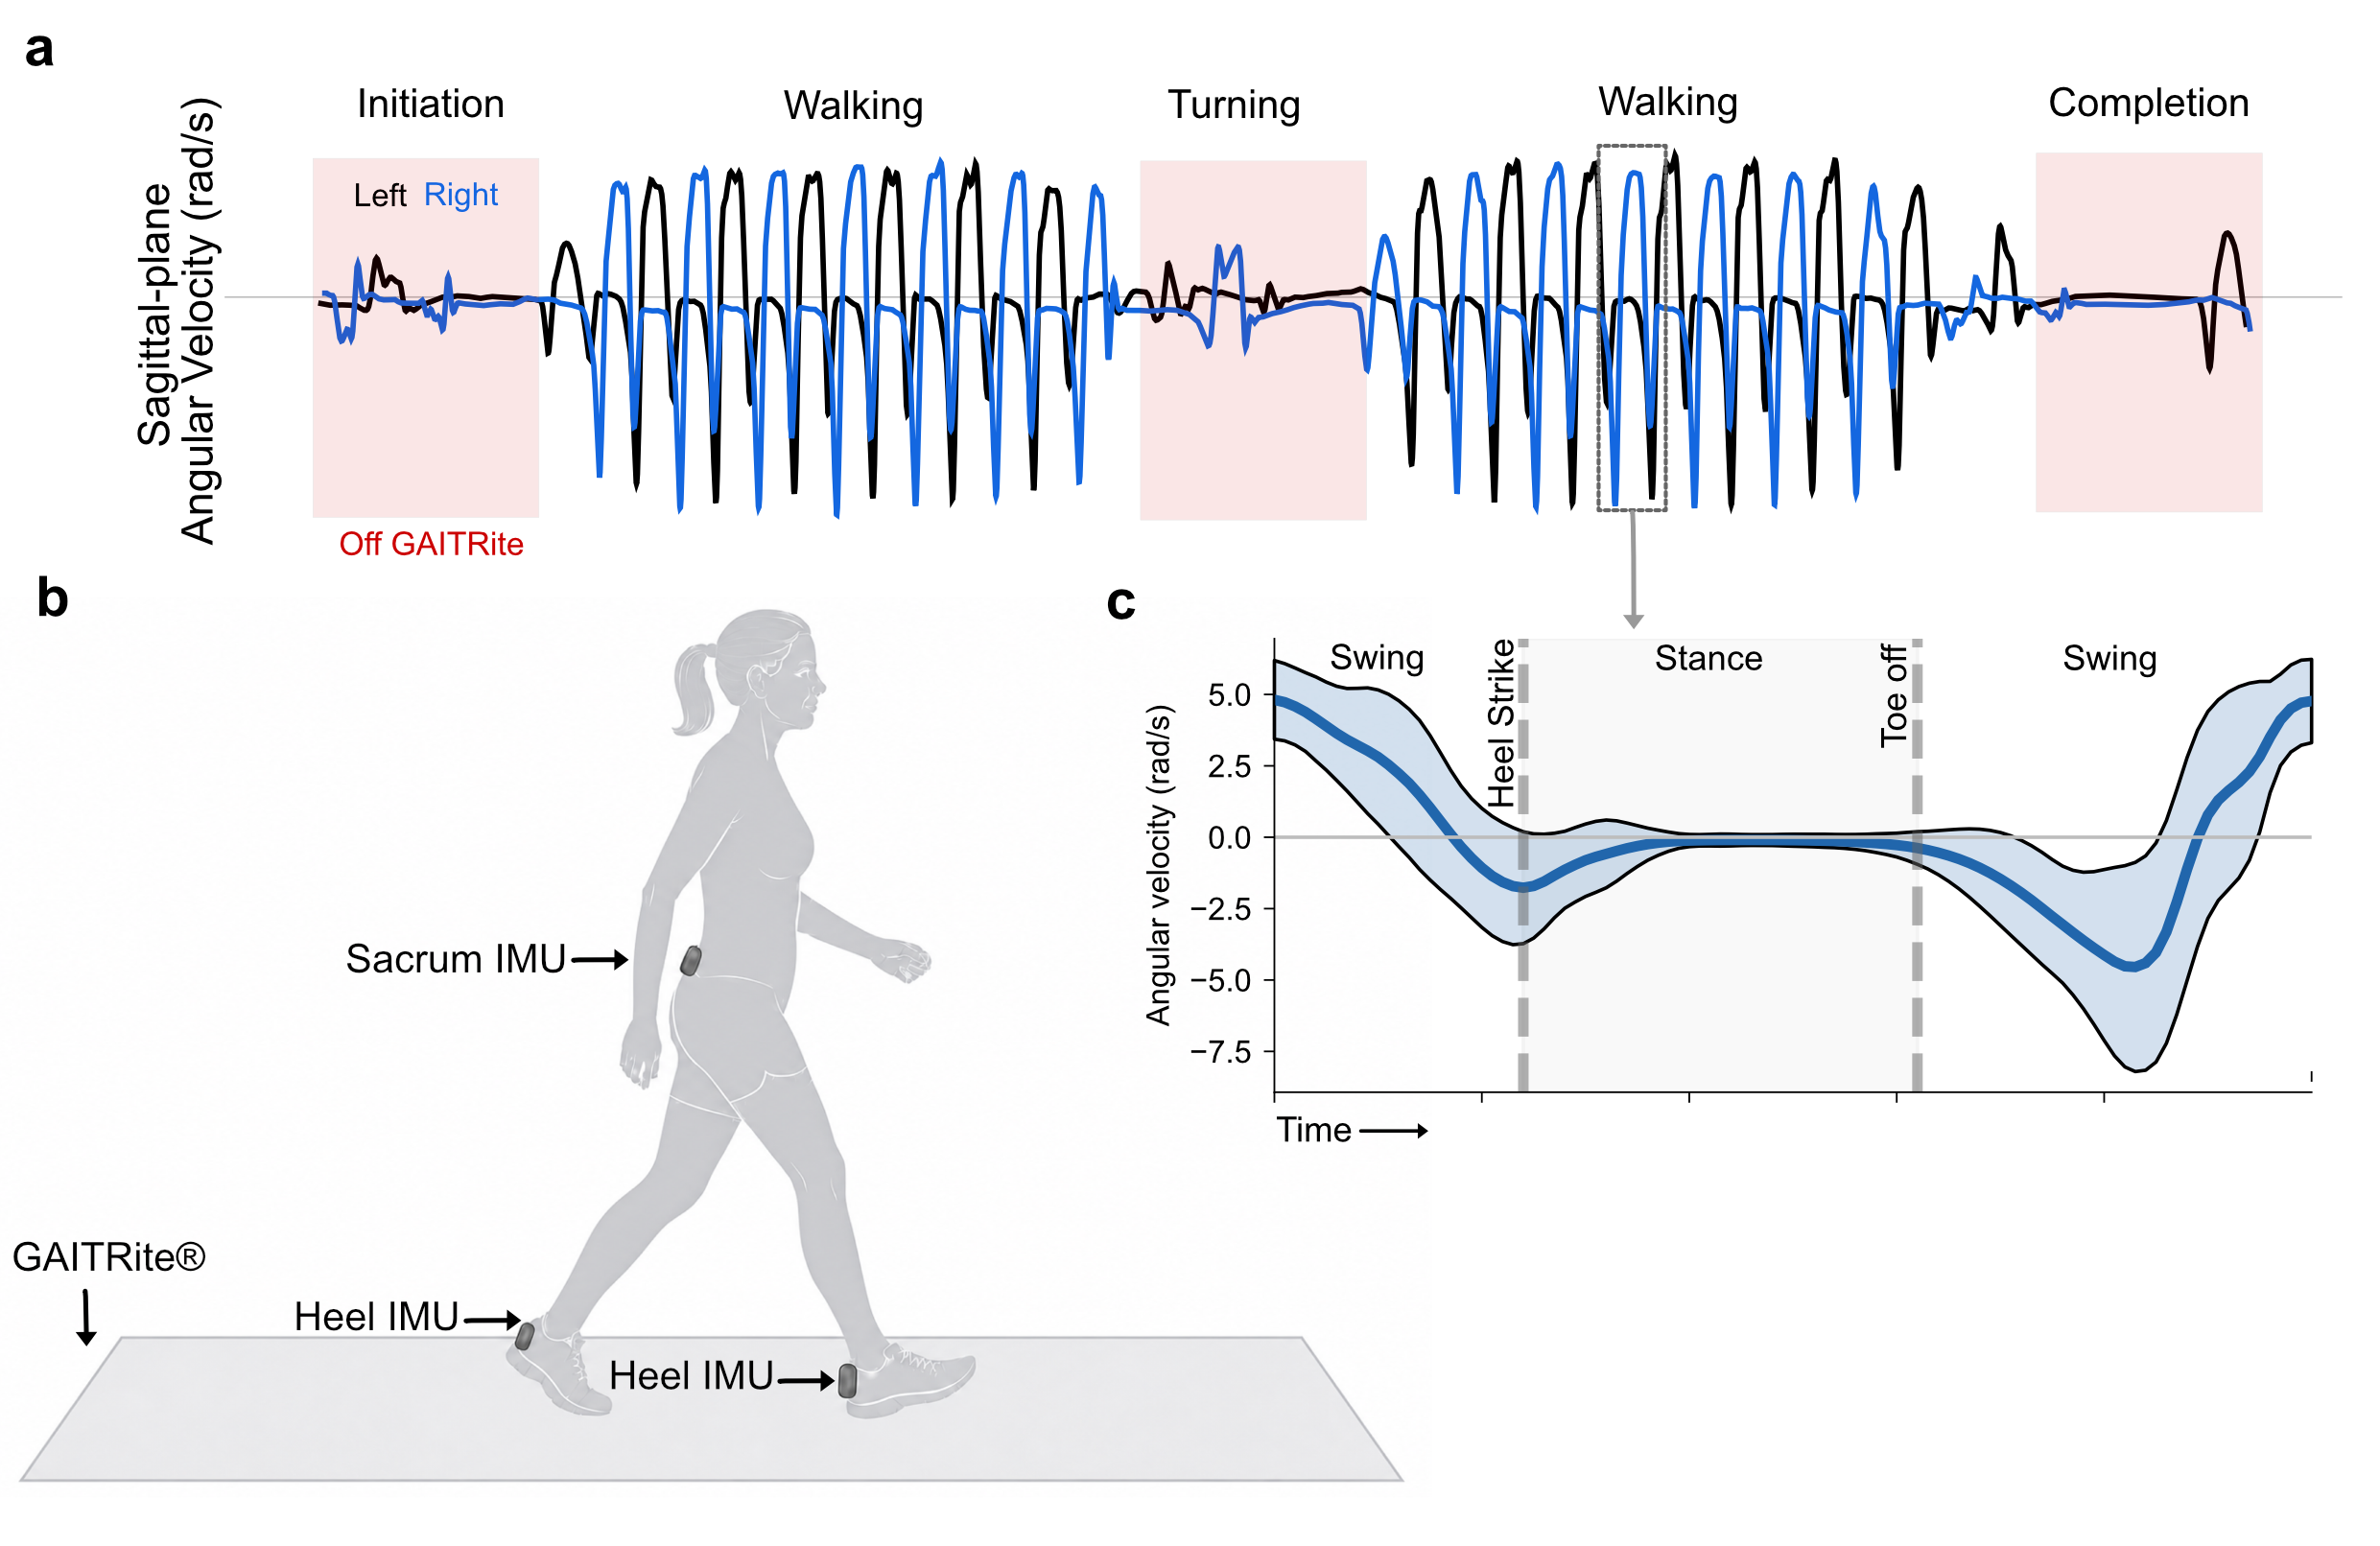 a
Initiation
Walking
Turning
Walking
Completion
Sagittal-plane
Angular Velocity (rad/s)
Left Right
Off GAITRite
b
Sacrum IMU
GAITRite®
Heel IMU
Heel IMU
c
Swing
Heel Strike
Stance
Toe off
Swing
Angular velocity (rad/s)
5.0
2.5
0.0
−2.5
−5.0
−7.5
Time